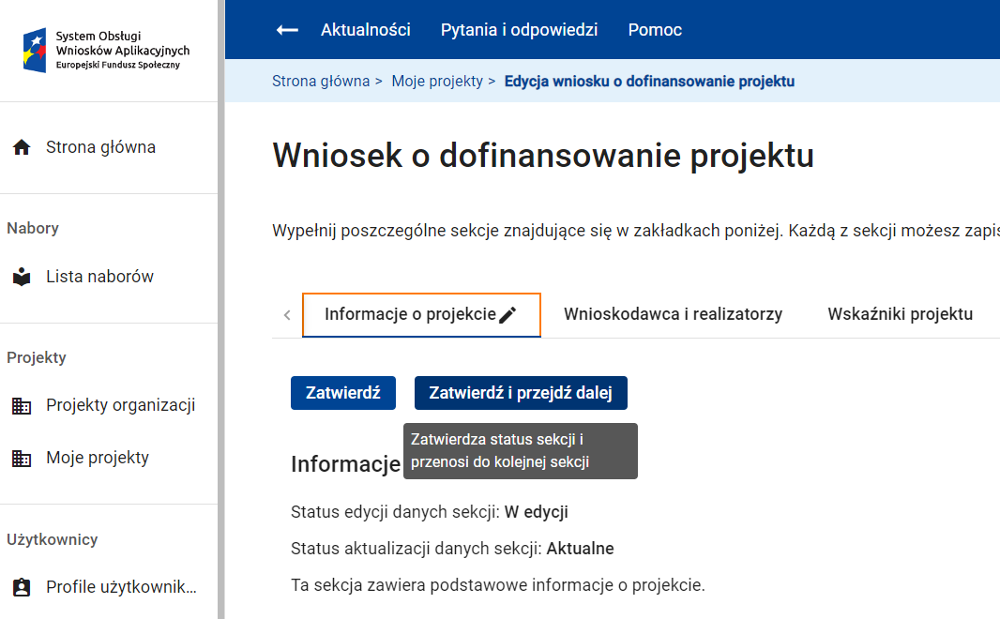 System Obsługi
Wniosków Aplikacyjnych
Europejski Fundusz Społeczny
Strona główna
Nabory
Lista naborów
Projekty
Projekty organizacji
Moje projekty
Użytkownicy
Profile użytkownik...
Aktualności Pytania i odpowiedzi Pomoc
Strona główna > Moje projekty > Edycja wniosku o dofinansowanie projektu
Wniosek o dofinansowanie projektu
Wypełnij poszczególne sekcje znajdujące się w zakładkach poniżej. Każdą z sekcji możesz zapis
Informacje o projekcie Wnioskodawca i realizatorzy Wskaźniki projektu
Zatwierdź Zatwierdź i przejdź dalej
Zatwierdza status sekcji i
przenosi do kolejnej sekcji
Informacje
Status edycji danych sekcji: W edycji
Status aktualizacji danych sekcji: Aktualne
Ta sekcja zawiera podstawowe informacje o projekcie.